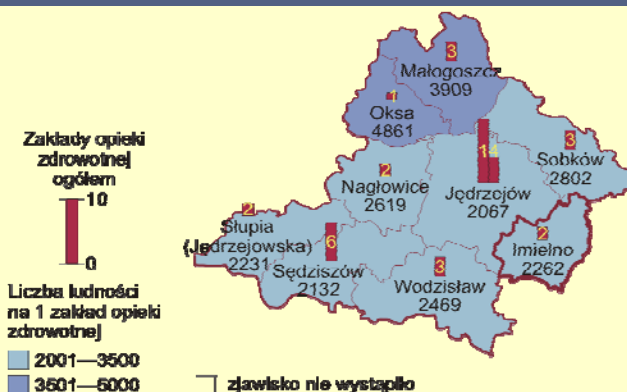 3
Małogoszcz
3909
1
Oksa
4861
Zakłady opieki
zdrowotnej
ogółem
10
0
14
3
Sobków
2802
2
Nagłowice
2619
Jędrzejów
2067
2
Słupia
(Jędrzejowska)
2231
6
Sędziszów
2132
3
Wodzisław
2469
2
Imielno
2262
Liczba ludności
na 1 zakład opieki
zdrowotnej
2001—3500
3501—5000
zjawisko nie wystąpiło